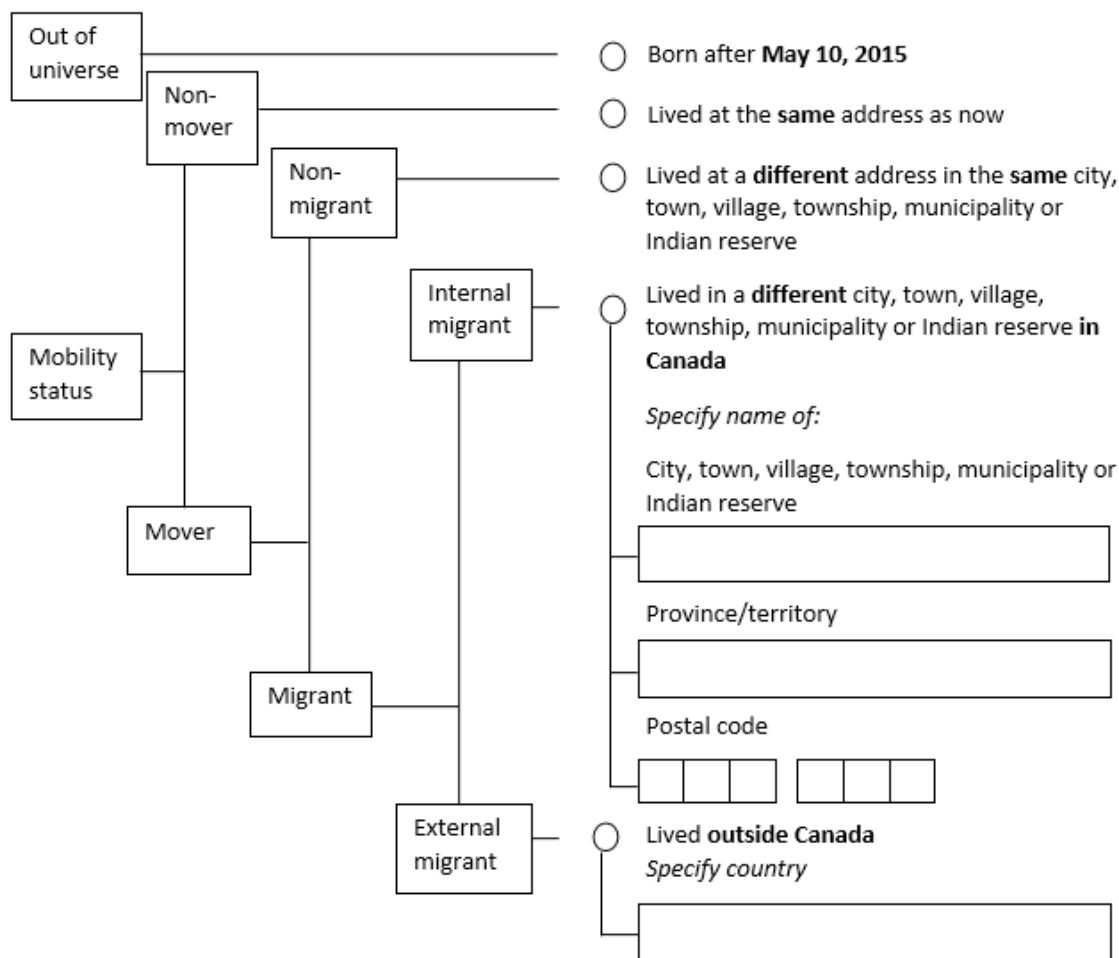 Out of
universe
Born after May 10, 2015
Non-
mover
Lived at the same address as now
Non-
migrant
Lived at a different address in the same city,
town, village, township, municipality or
Indian reserve
Internal
migrant
Lived in a different city, town, village,
township, municipality or Indian reserve in
Canada
Mobility
status
Specify name of:
City, town, village, township, municipality or
Indian reserve
Mover
Province/territory
Migrant
Postal code
External
migrant
Lived outside Canada
Specify country